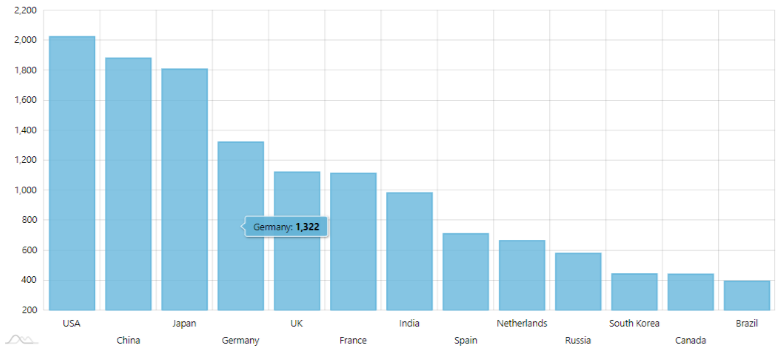 2,200
2,000
1,800
1,600
1,400
1,200
1,000
800
600
400
200
Germany: 1,322
USA
China
Japan
Germany
UK
France
India
Spain
Netherlands
Russia
South Korea
Canada
Brazil